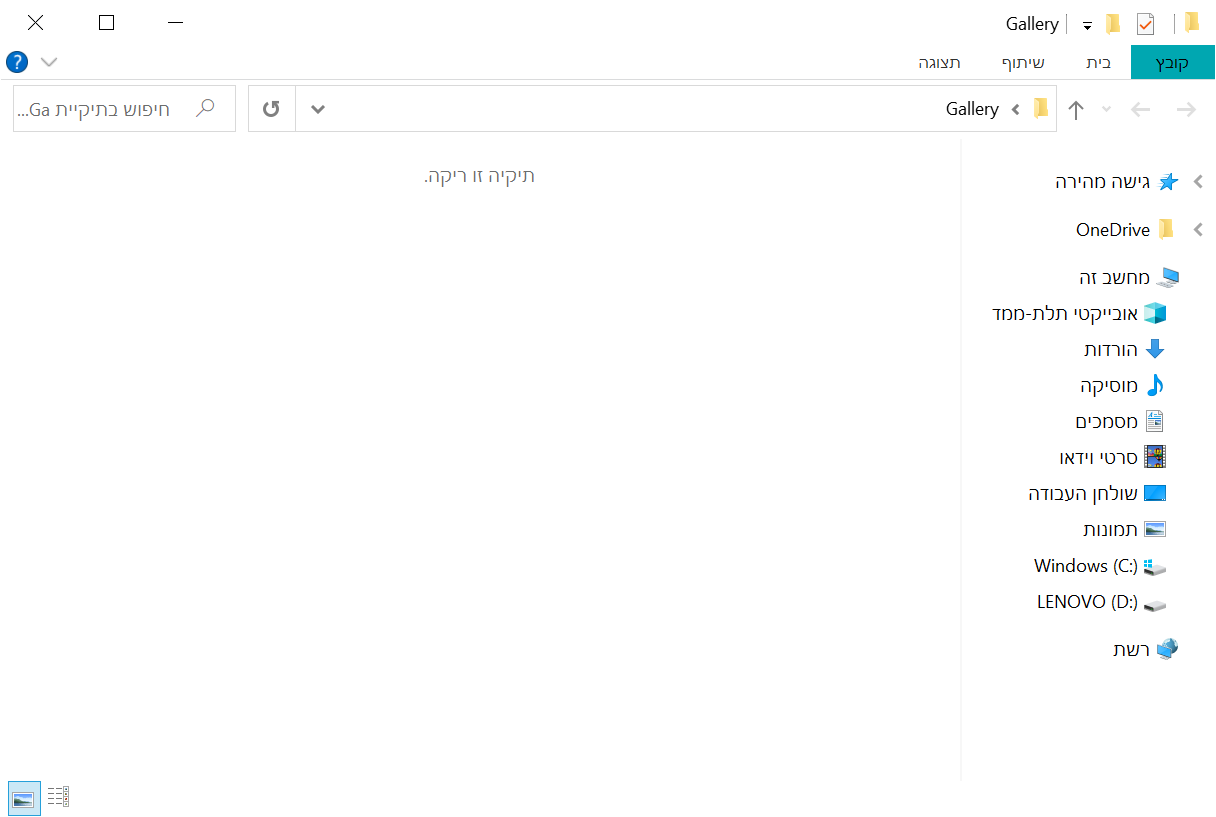 Gallery
קובץ
בית
שיתוף
תצוגה
Gallery
חיפוש בתיקיית Ga...
גישה מהירה
OneDrive
מחשב זה
אובייקטי תלת-ממד
הורדות
מוסיקה
מסמכים
סרטי וידאו
שולחן העבודה
תמונות
Windows (C:)
LENOVO (D:)
רשת
תיקיה זו ריקה.